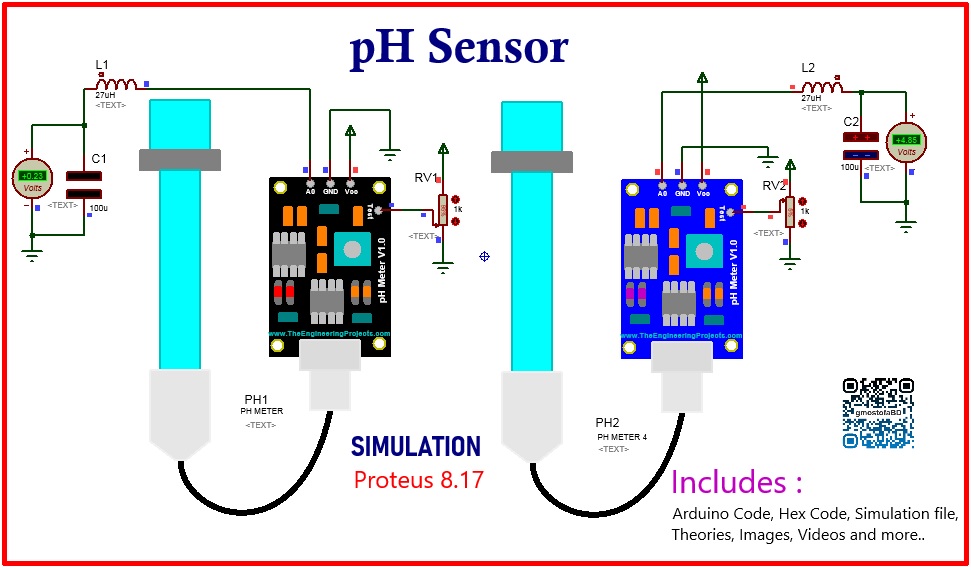 pH Sensor
L1
27uH
<TEXT>
+
+0.23
Volts
C1
100u
<TEXT>
A0 GND Voo
Test
pH Meter V1.0
www.TheEngineeringProjects.com
RV1
1k
<TEXT>
PH1
PH METER
<TEXT>
L2
27uH
<TEXT>
C2
100u
<TEXT>
+
+4.85
Volts
A0 GND Voo
Test
pH Meter V1.0
www.TheEngineeringProjects.com
RV2
1k
<TEXT>
PH2
PH METER 4
<TEXT>
SIMULATION
Proteus 8.17
gmostofaBD
Includes :
Arduino Code, Hex Code, Simulation file,
Theories, Images, Videos and more..